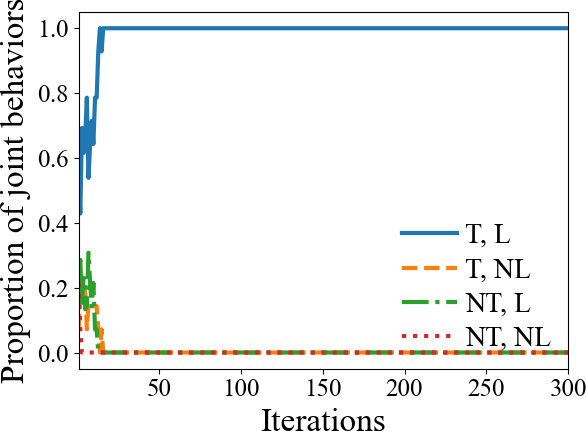 Proportion of joint behaviors
1.0
0.8
0.6
0.4
0.2
0.0
T, L
T, NL
NT, L
NT, NL
50
100
150
200
250
300
Iterations